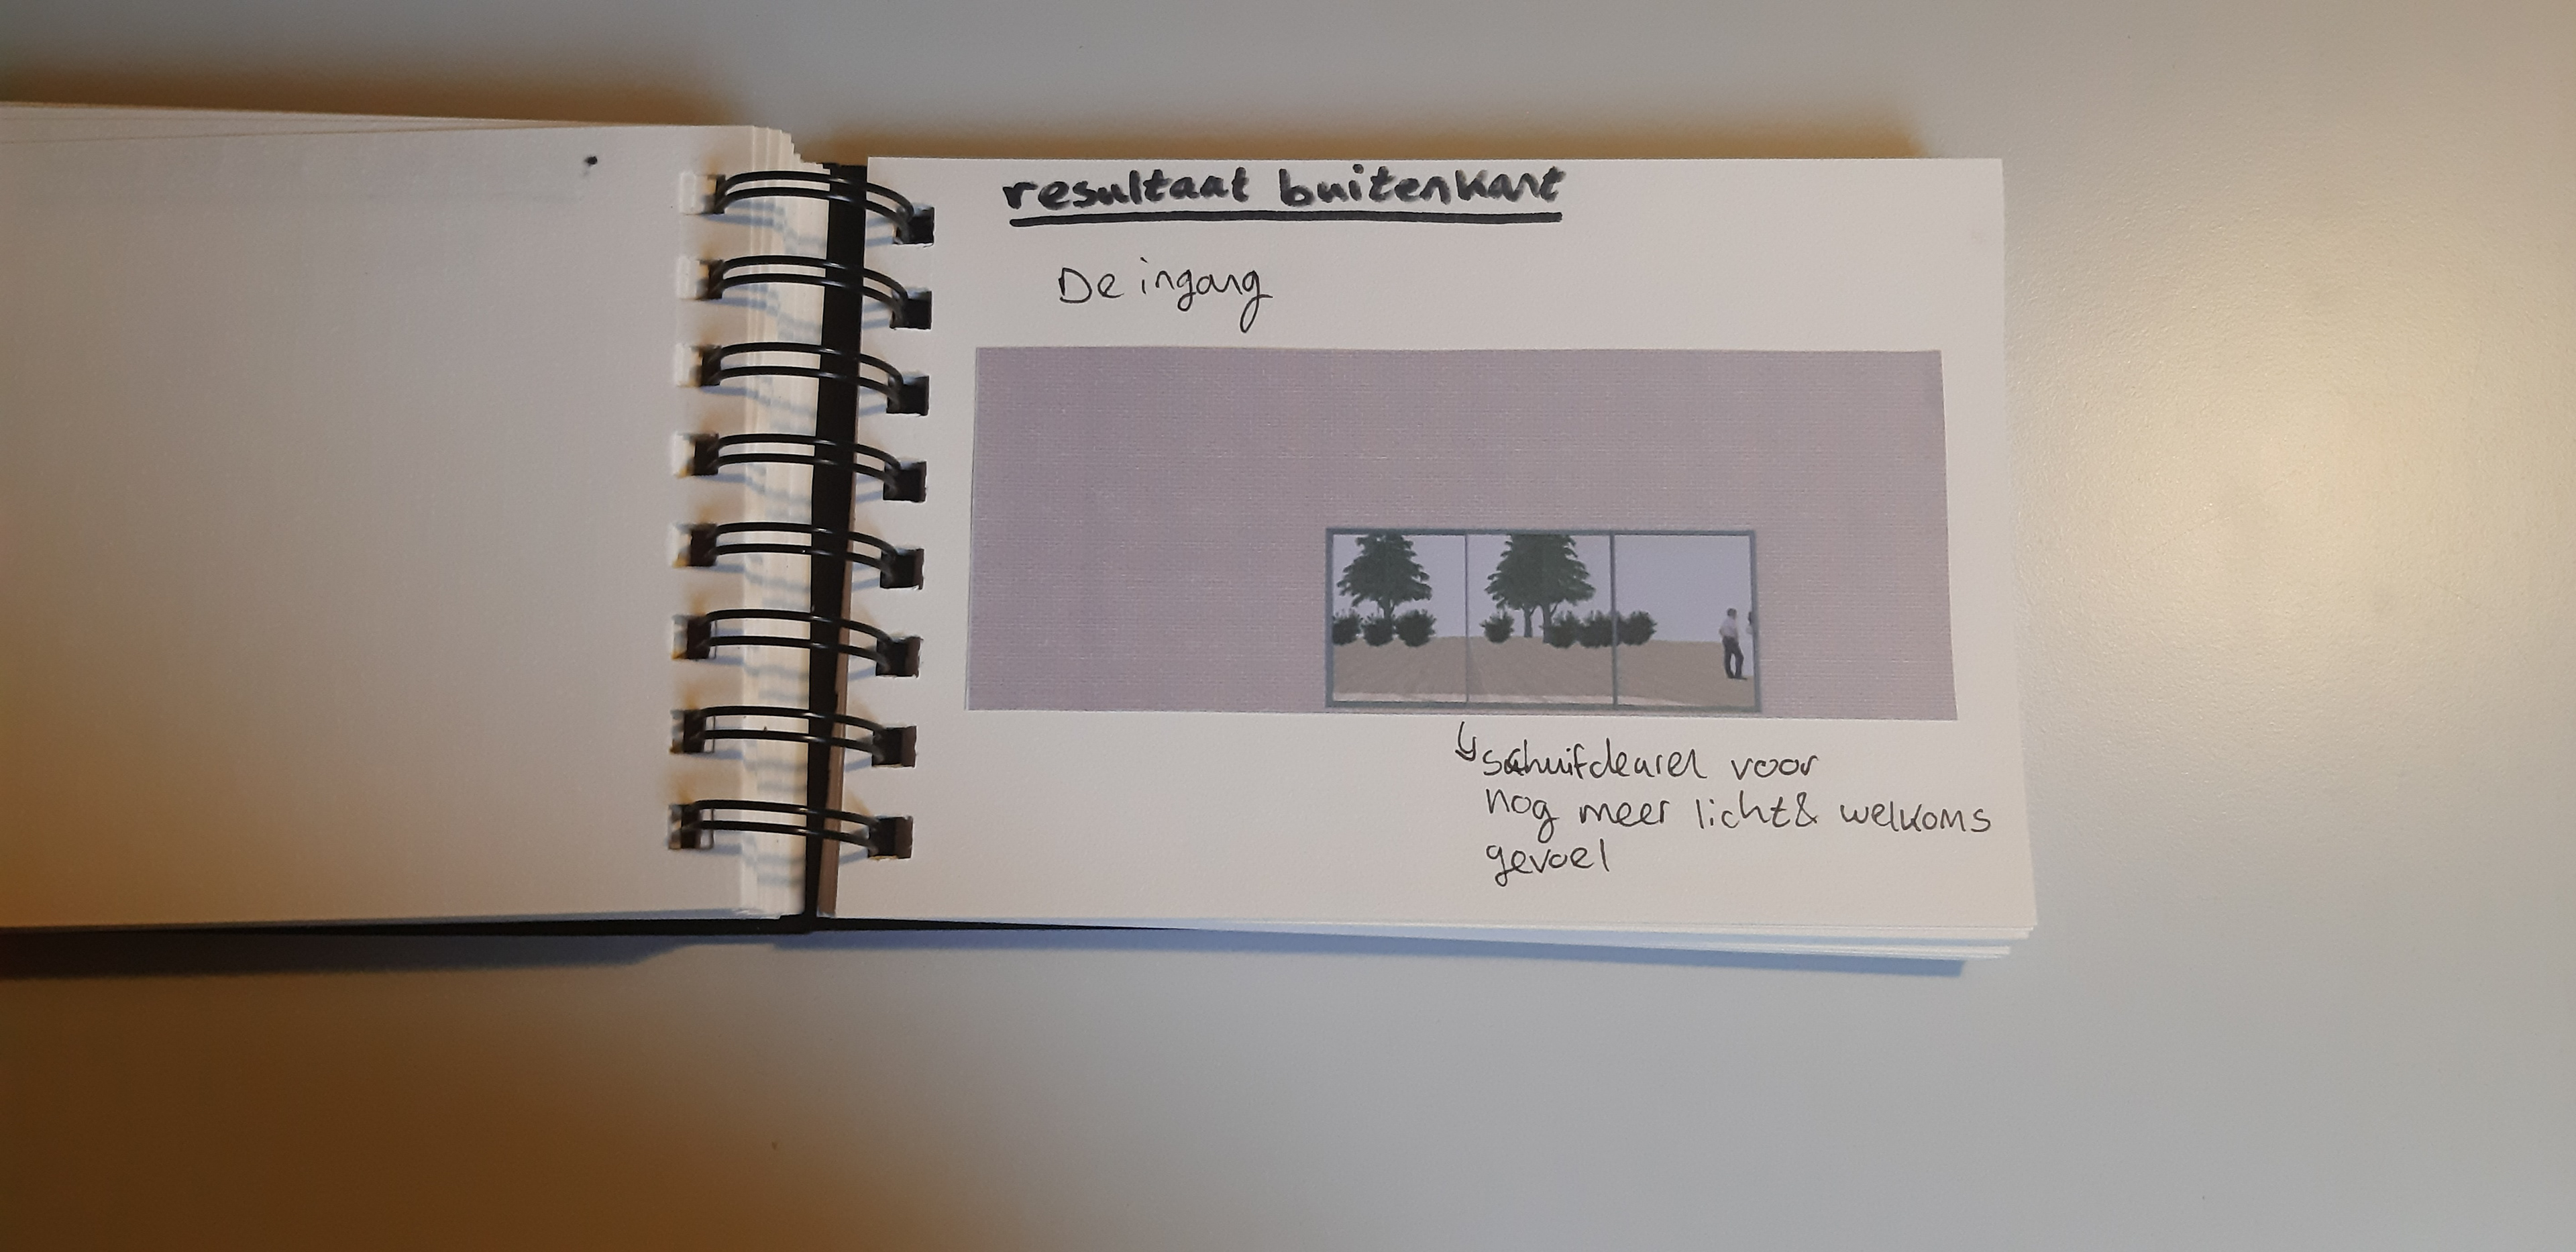 resultaat buitenkant
De ingang
↳ schuifdeuren voor
nog meer licht & welkoms
gevoel